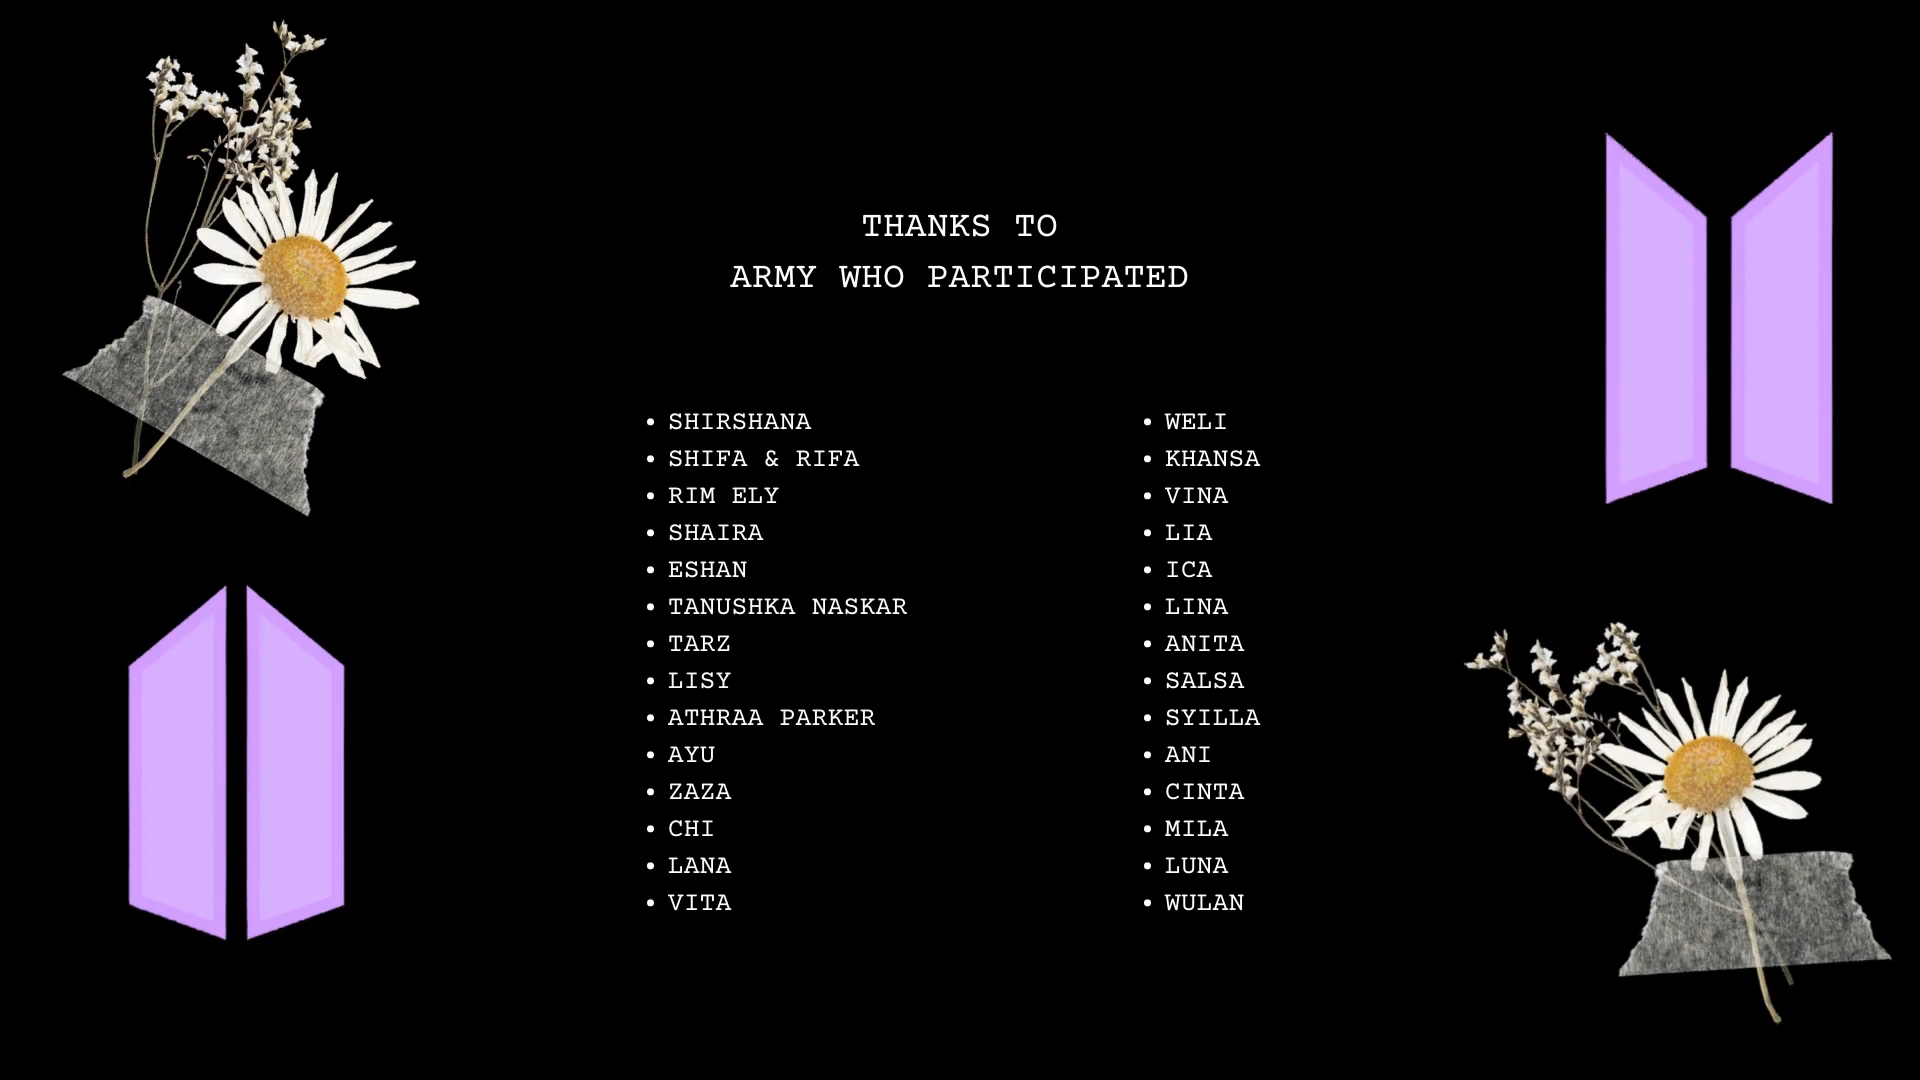 THANKS TO
ARMY WHO PARTICIPATED
• SHIRSHANA
• SHIFA & RIFA
• RIM ELY
• SHAIRA
• ESHAN
• TANUSHKA NASKAR
• TARZ
• LISY
• ATHRAA PARKER
• AYU
• ZAZA
• CHI
• LANA
• VITA
• WELI
• KHANSA
• VINA
• LIA
• ICA
• LINA
• ANITA
• SALSA
• SYILLA
• ANI
• CINTA
• MILA
• LUNA
• WULAN